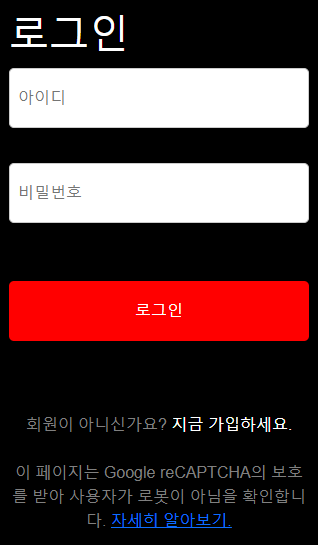 로그인
아이디
비밀번호
로그인
회원이 아니신가요? 지금 가입하세요.
이 페이지는 Google reCAPTCHA의 보호
를 받아 사용자가 로봇이 아님을 확인합니
다. 자세히 알아보기.